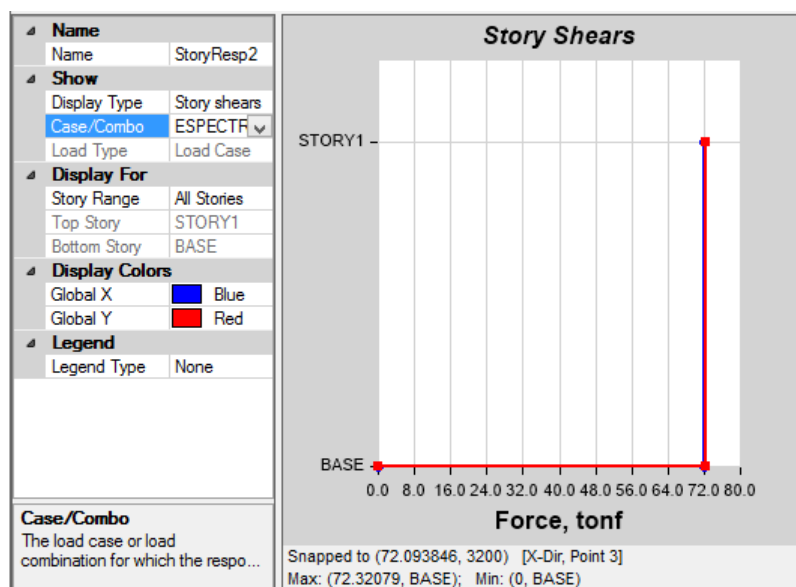 Name
Name StoryResp2
Show
Display Type Story shears
Case/Combo ESPECTR
Load Type Load Case
Display For
Story Range All Stories
Top Story STORY1
Bottom Story BASE
Display Colors
Global X Blue
Global Y Red
Legend
Legend Type None
Case/Combo
The load case or load
combination for which the respo...
Story Shears
STORY1
BASE
0.0 8.0 16.0 24.0 32.0 40.0 48.0 56.0 64.0 72.0 80.0
Force, tonf
Snapped to (72.093846, 3200) [X-Dir, Point 3]
Max: (72.32079, BASE); Min: (0, BASE)